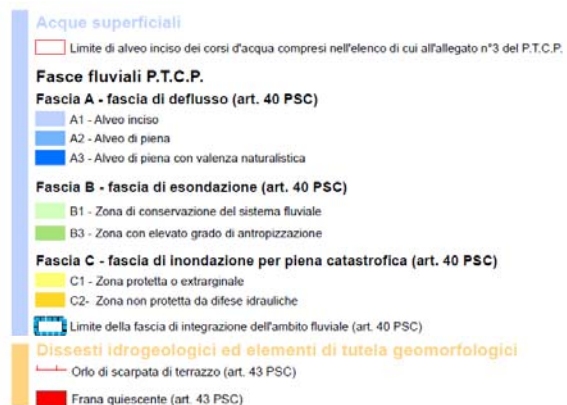 Acque superficiali
Limite di alveo inciso dei corsi d'acqua compresi nell'elenco di cui all'allegato n°3 del P.T.C.P.
Fasce fluviali P.T.C.P.
Fascia A - fascia di deflusso (art. 40 PSC)
A1 - Alveo inciso
A2 - Alveo di piena
A3 - Alveo di piena con valenza naturalistica
Fascia B - fascia di esondazione (art. 40 PSC)
B1 - Zona di conservazione del sistema fluviale
B3 - Zona con elevato grado di antropizzazione
Fascia C - fascia di inondazione per piena catastrofica (art. 40 PSC)
C1 - Zona protetta o extrarginale
C2- Zona non protetta da difese idrauliche
Limite della fascia di integrazione dell'ambito fluviale (art. 40 PSC)
Dissesti idrogeologici ed elementi di tutela geomorfologici
Orlo di scarpata di terrazzo (art. 43 PSC)
Frana quiescente (art. 43 PSC)